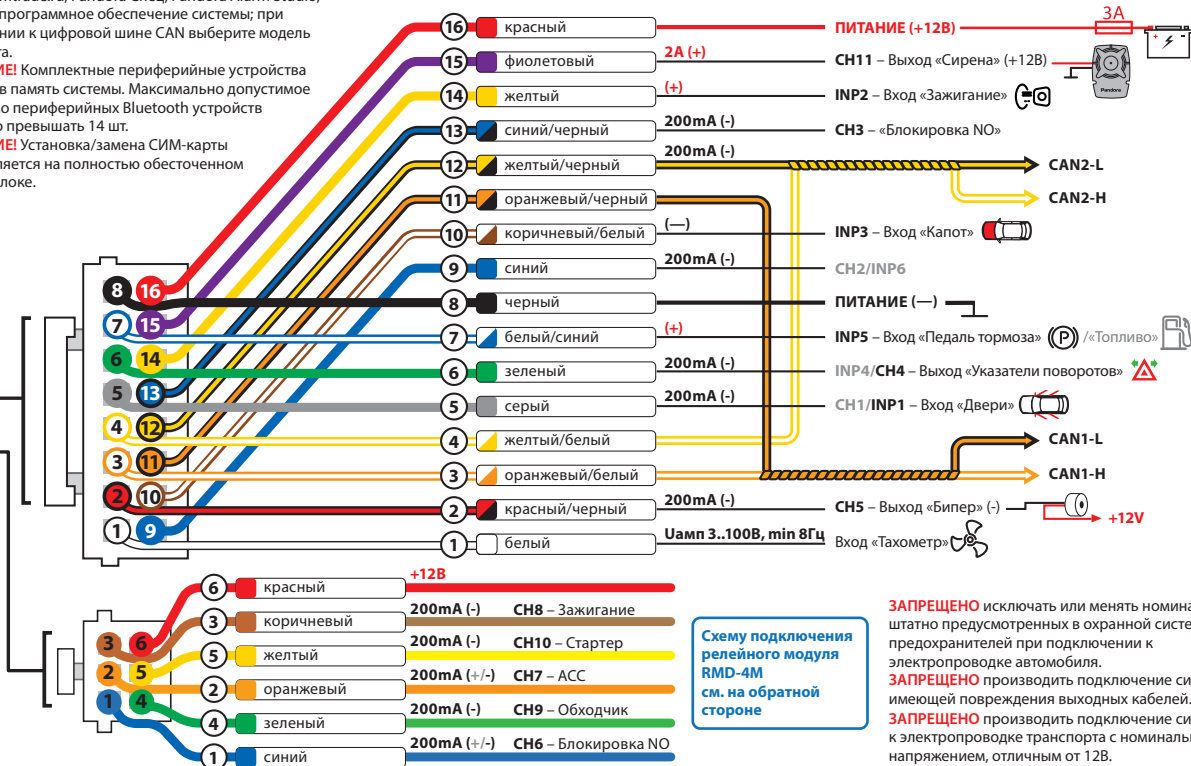 программное обеспечение системы; при
нии к цифровой шине CAN выберите модель
та.
ИЕ! Комплектные периферийные устройства
в память системы. Максимально допустимое
во периферийных Bluetooth устройств
о превышать 14 шт.
ИЕ! Установка/замена СИМ-карты
ляется на полностью обесточенном
локе.
16 красный ПИТАНИЕ (+12В) 3А
15 фиолетовый 2А (+) CH11 – Выход «Сирена» (+12В) Pandora
14 желтый (+) INP2 – Вход «Зажигание»
13 синий/черный 200mA (-) CH3 – «Блокировка NO»
12 желтый/черный 200mA (-) CAN2-L
CAN2-H
11 оранжевый/черный
10 коричневый/белый (—) INP3 – Вход «Капот»
9 синий 200mA (-) CH2/INP6
8 черный ПИТАНИЕ (—)
7 белый/синий (+) INP5 – Вход «Педаль тормоза» (P) /«Топливо»
6 зеленый 200mA (-) INP4/CH4 – Выход «Указатели поворотов»
5 серый 200mA (-) CH1/INP1 – Вход «Двери»
4 желтый/белый CAN1-L
3 оранжевый/белый CAN1-H
2 красный/черный 200mA (-) CH5 – Выход «Бипер» (-) +12V
1 белый Uамп 3..100В, min 8Гц Вход «Тахометр»
8 16
7 15
6 14
5 13
4 12
3 11
2 10
1 9
6 красный +12В
3 коричневый 200mA (-) CH8 – Зажигание
5 желтый 200mA (-) CH10 – Стартер
2 оранжевый 200mA (+/-) CH7 – ACC
4 зеленый 200mA (-) CH9 – Обходчик
1 синий 200mA (+/-) CH6 – Блокировка NO
3 6
2 5
1 4
Схему подключения
релейного модуля
RMD-4M
см. на обратной
стороне
ЗАПРЕЩЕНО исключать или менять номина
штатно предусмотренных в охранной систе
предохранителей при подключении к
электропроводке автомобиля.
ЗАПРЕЩЕНО производить подключение си
имеющей повреждения выходных кабелей.
ЗАПРЕЩЕНО производить подключение си
к электропроводке транспорта с номиналь
напряжением, отличным от 12В.